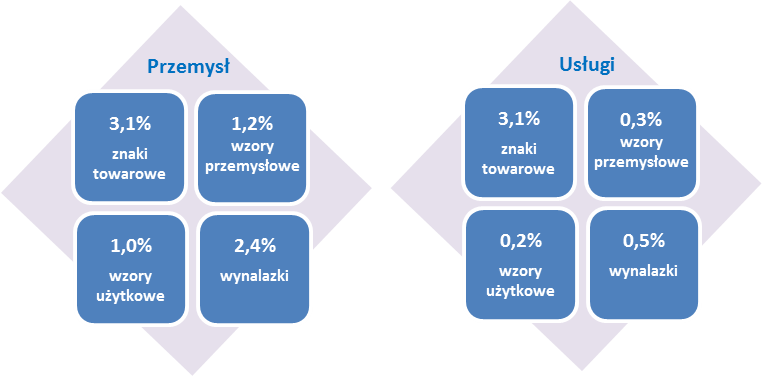 Przemysł
3,1%
znaki
towarowe
1,2%
wzory
przemysłowe
1,0%
wzory
użytkowe
2,4%
wynalazki
Usługi
3,1%
znaki
towarowe
0,3%
wzory
przemysłowe
0,2%
wzory
użytkowe
0,5%
wynalazki